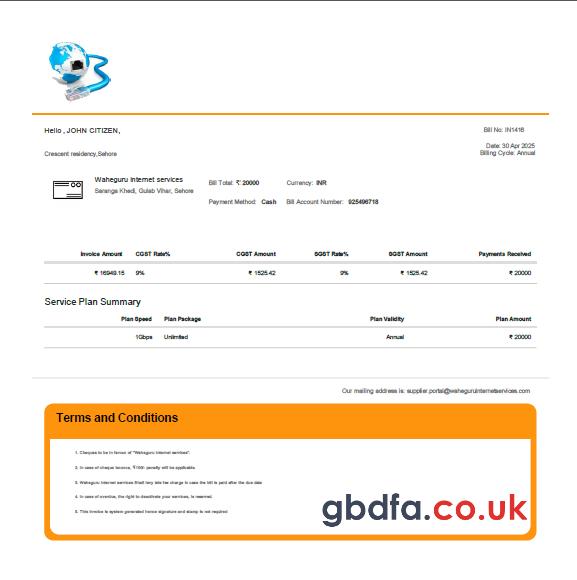 Hello , JOHN CITIZEN,
Bill No: IN1416
Date: 30 Apr 2025
Crescent residency,Sehore
Billing Cycle: Annual
Waheguru internet services
Saranga Khedi, Gulab Vihar, Sehore
Bill Total: ₹ 20000 Currency: INR
Payment Method: Cash Bill Account Number: 925496718
Invoice Amount CGST Rate% CGST Amount SGST Rate% SGST Amount Payments Received
₹ 16949.15 9% ₹ 1525.42 9% ₹ 1525.42 ₹ 20000
Service Plan Summary
Plan Speed Plan Package Plan Validity Plan Amount
1Gbps Unlimited Annual ₹ 20000
Our mailing address is: supplier.portal@waheguruinternetservices.com
Terms and Conditions
1. Cheques to be in favour of "Waheguru internet services".
2. In case of cheque bounce, ₹100/- penalty will be applicable.
3. Waheguru internet services Shall levy late fee charge in case the bill is paid after the due date
4. In case of overdue, the right to deactivate your services, is reserved.
5. This invoice is system generated hence signature and stamp is not required
gbdfa.co.uk